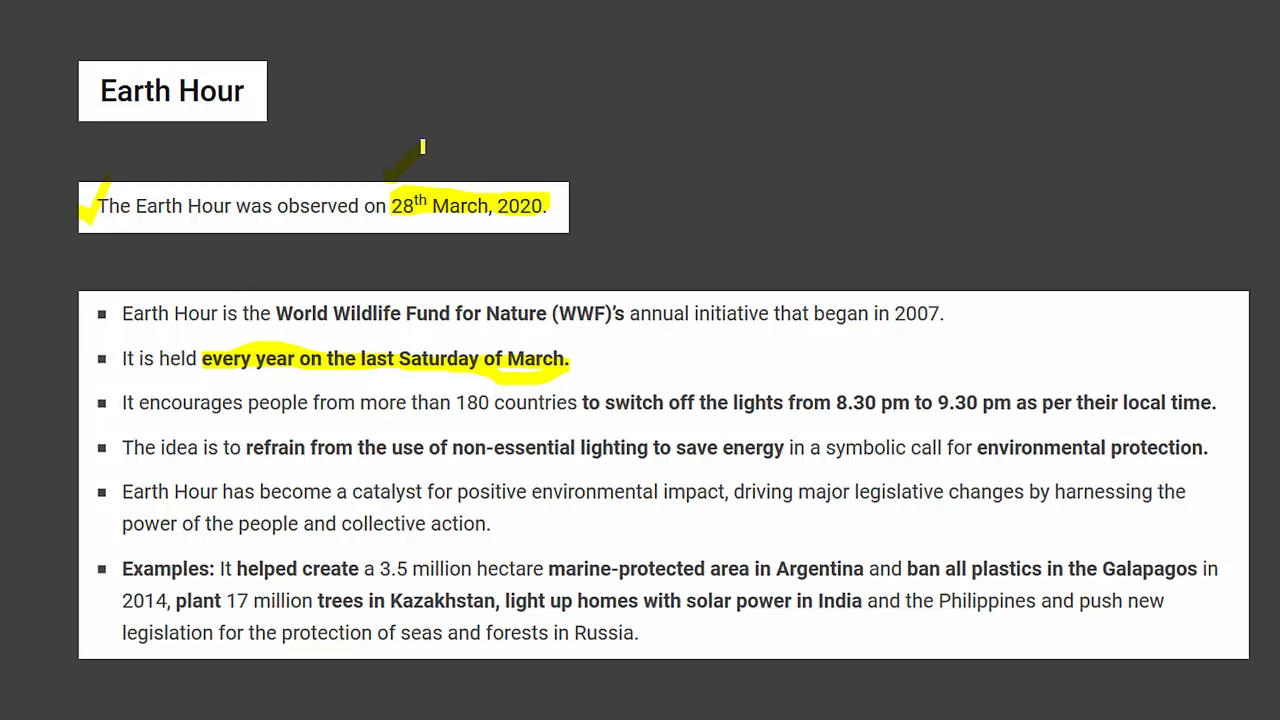 Earth Hour
The Earth Hour was observed on 28th March, 2020.
▪ Earth Hour is the World Wildlife Fund for Nature (WWF)’s annual initiative that began in 2007.
▪ It is held every year on the last Saturday of March.
▪ It encourages people from more than 180 countries to switch off the lights from 8.30 pm to 9.30 pm as per their local time.
▪ The idea is to refrain from the use of non-essential lighting to save energy in a symbolic call for environmental protection.
▪ Earth Hour has become a catalyst for positive environmental impact, driving major legislative changes by harnessing the
power of the people and collective action.
▪ Examples: It helped create a 3.5 million hectare marine-protected area in Argentina and ban all plastics in the Galapagos in
2014, plant 17 million trees in Kazakhstan, light up homes with solar power in India and the Philippines and push new
legislation for the protection of seas and forests in Russia.